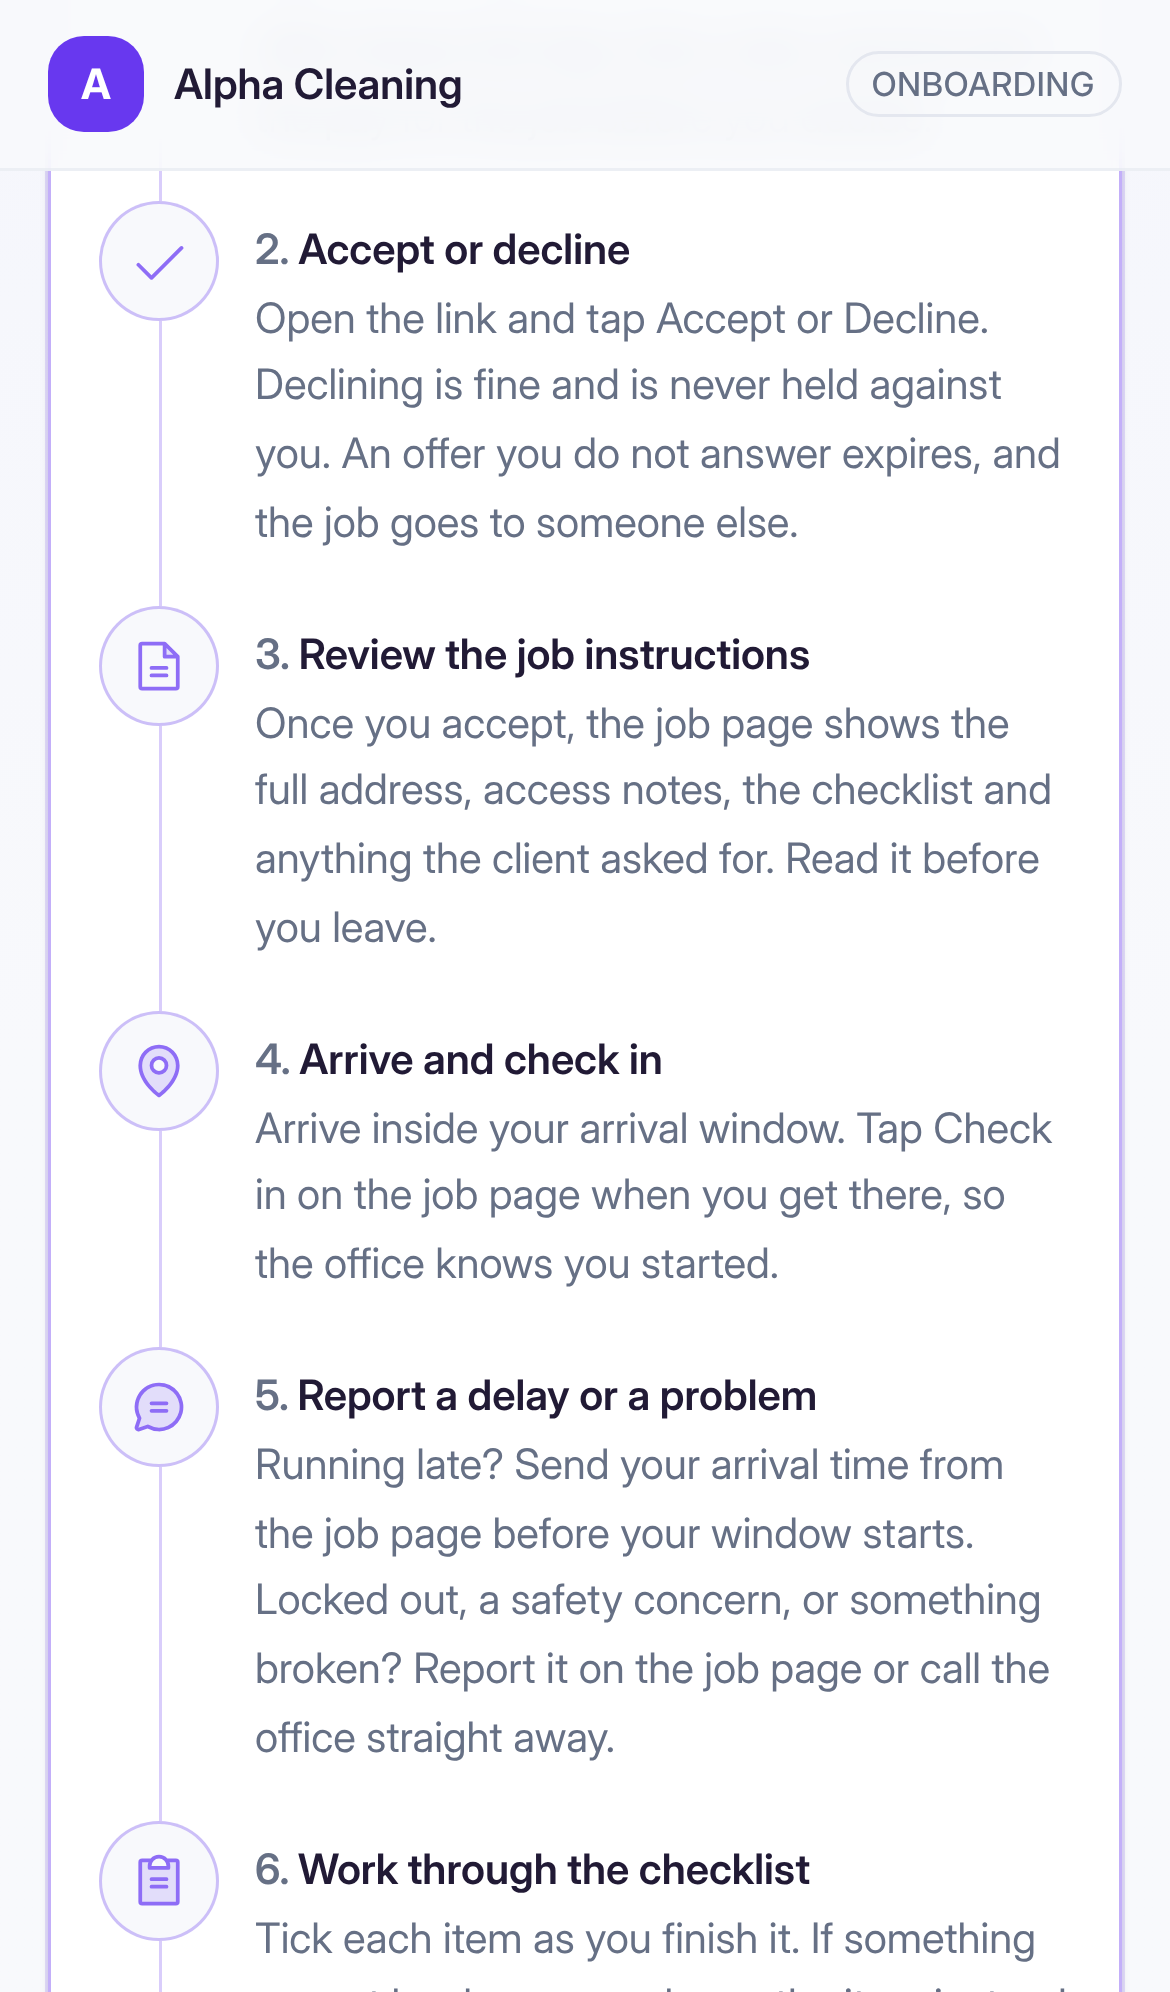 A
Alpha Cleaning
ONBOARDING
2. Accept or decline
Open the link and tap Accept or Decline.
Declining is fine and is never held against
you. An offer you do not answer expires, and
the job goes to someone else.
3. Review the job instructions
Once you accept, the job page shows the
full address, access notes, the checklist and
anything the client asked for. Read it before
you leave.
4. Arrive and check in
Arrive inside your arrival window. Tap Check
in on the job page when you get there, so
the office knows you started.
5. Report a delay or a problem
Running late? Send your arrival time from
the job page before your window starts.
Locked out, a safety concern, or something
broken? Report it on the job page or call the
office straight away.
6. Work through the checklist
Tick each item as you finish it. If something